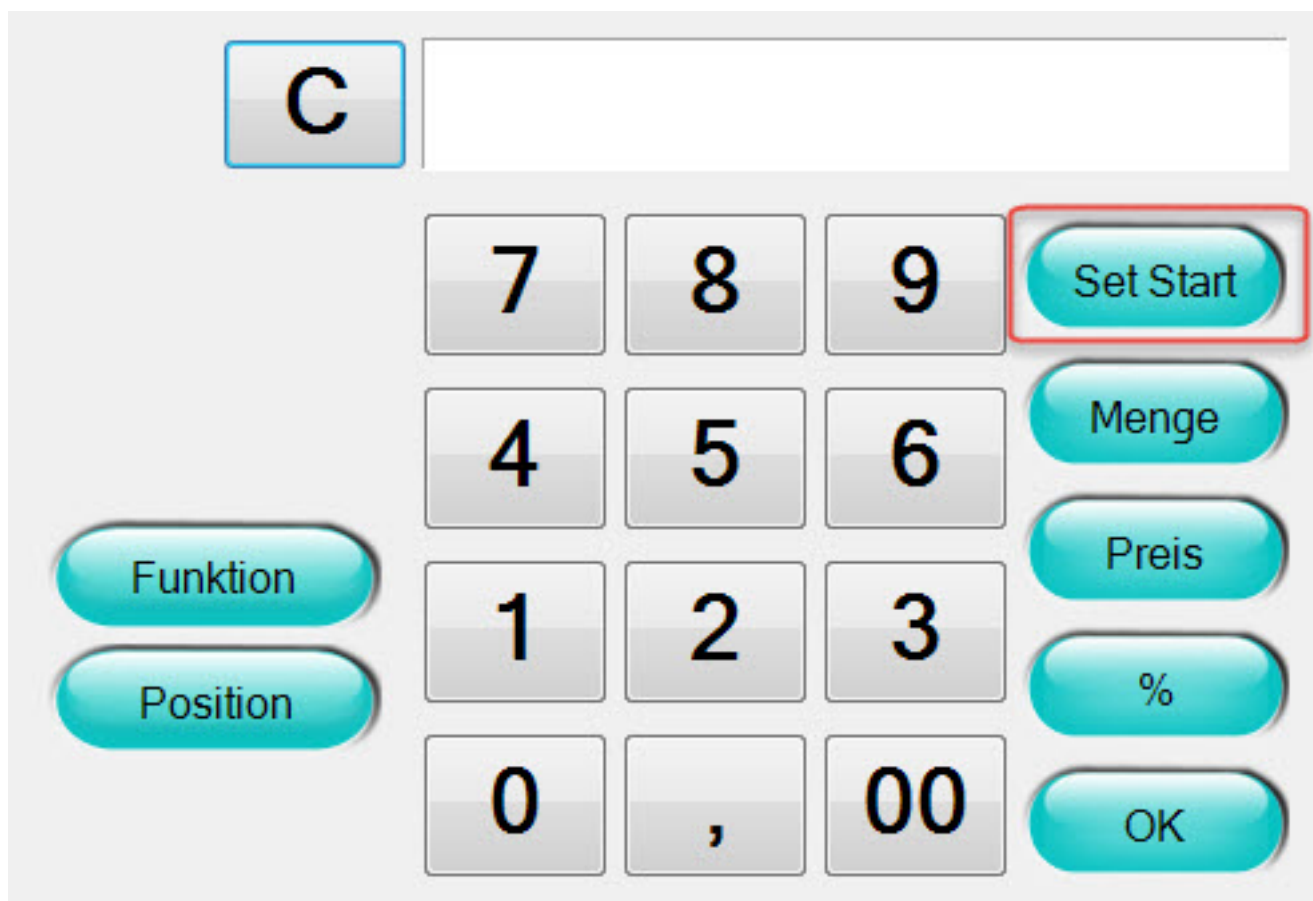 C
7 8 9 Set Start
4 5 6 Menge
Funktion
1 2 3 Preis
Position
0 , 00 %
OK